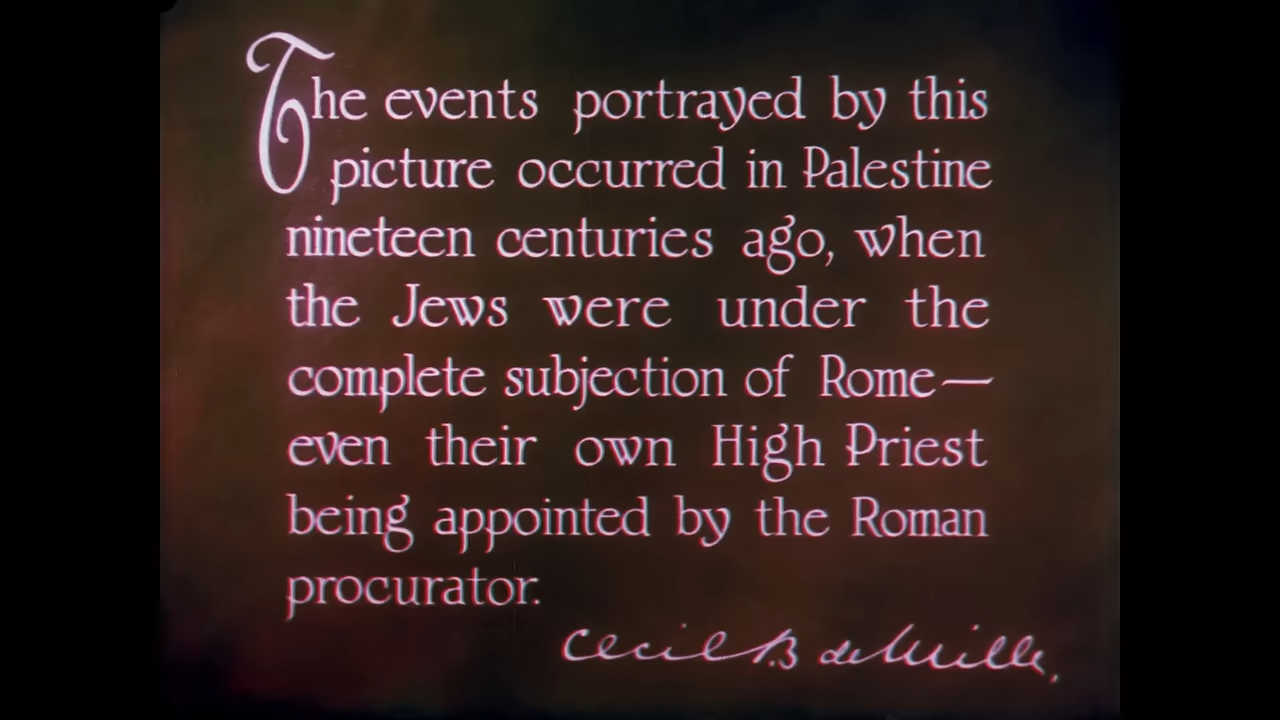 The events portrayed by this
picture occurred in Palestine
nineteen centuries ago, when
the Jews were under the
complete subjection of Rome—
even their own High Priest
being appointed by the Roman
procurator.
Cecil B deMille.